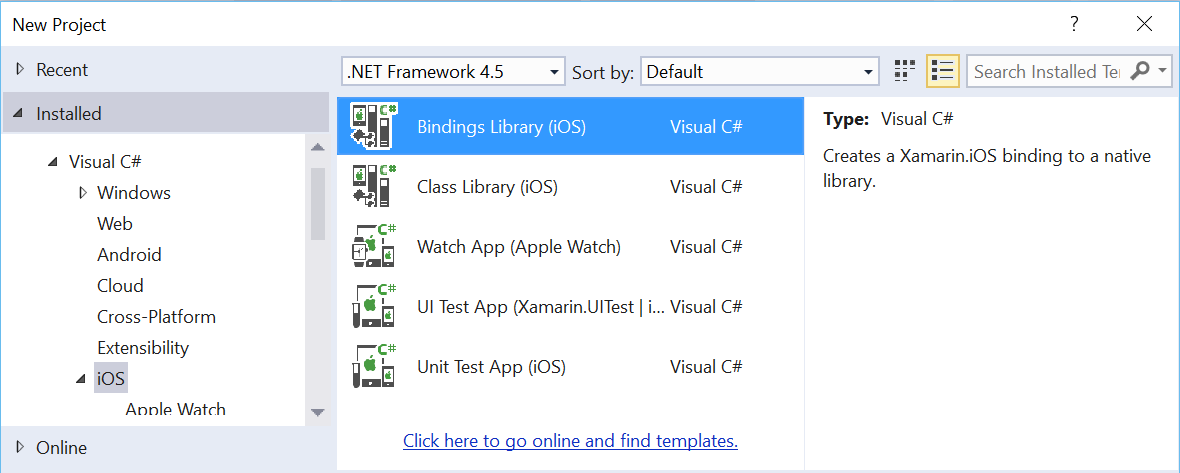 New Project
?
Recent
Installed
Visual C#
Windows
Web
Android
Cloud
Cross-Platform
Extensibility
iOS
Apple Watch
Online
.NET Framework 4.5
Sort by:
Default
Search Installed Te
C#
Bindings Library (iOS) Visual C#
C#
Class Library (iOS) Visual C#
C#
Watch App (Apple Watch) Visual C#
C#
UI Test App (Xamarin.UITest | i... Visual C#
C#
Unit Test App (iOS) Visual C#
Click here to go online and find templates.
Type: Visual C#
Creates a Xamarin.iOS binding to a native
library.